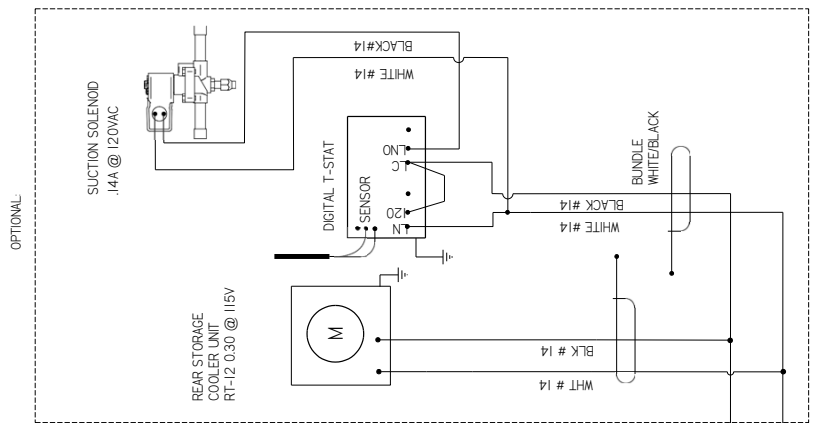 OPTIONAL:
SUCTION SOLENOID
.14A @ 120VAC
BLACK#14
WHITE #14
DIGITAL T-STAT
SENSOR
LNO
LC
120
LN
BUNDLE
WHITE/BLACK
BLACK #14
WHITE #14
REAR STORAGE
COOLER UNIT
RT-12 0.30 @ 115V
M
BLK # 14
WHT # 14